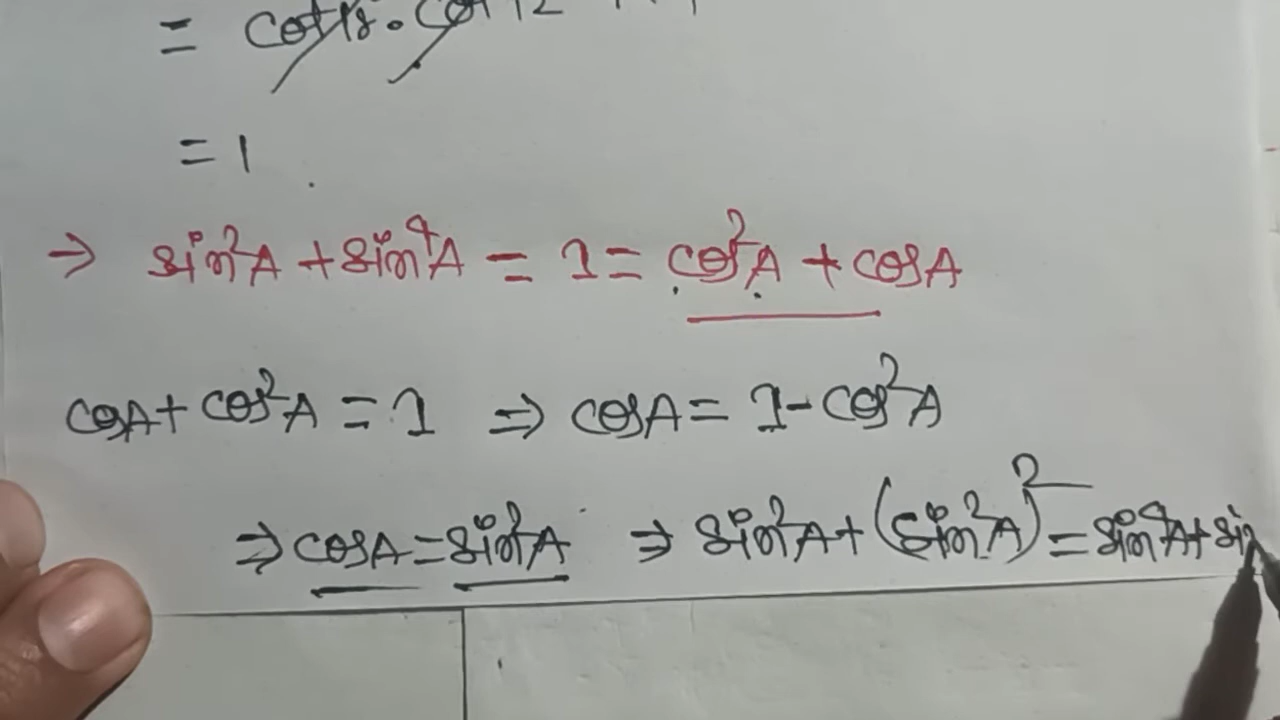 = cot18.cot12
= 1
→ sin²A + sin⁴A = 1 = cos²A + cosA
cosA + cos²A = 1 ⇒ cosA = 1 - cos²A
⇒ cosA = sin²A ⇒ sin²A + (sin²A)² = sin⁴A + sin